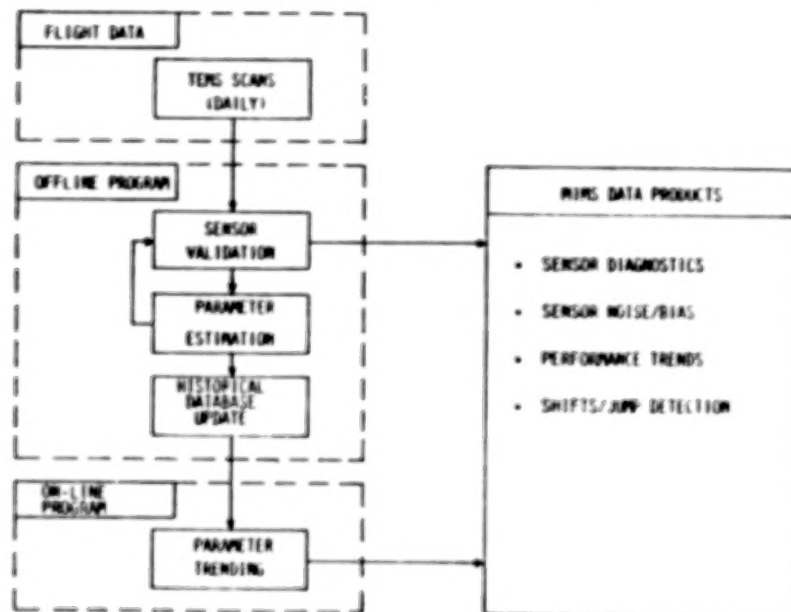 FLIGHT DATA
TEMS SCANS
(DAILY)
OFFLINE PROGRAM
SENSOR
VALIDATION
PARAMETER
ESTIMATION
HISTORICAL
DATABASE
UPDATE
ON-LINE
PROGRAM
PARAMETER
TRENDING
DATA PRODUCTS
• SENSOR DIAGNOSTICS
• SENSOR NOISE/BIAS
• PERFORMANCE TRENDS
• SHIFTS/JUMP DETECTION